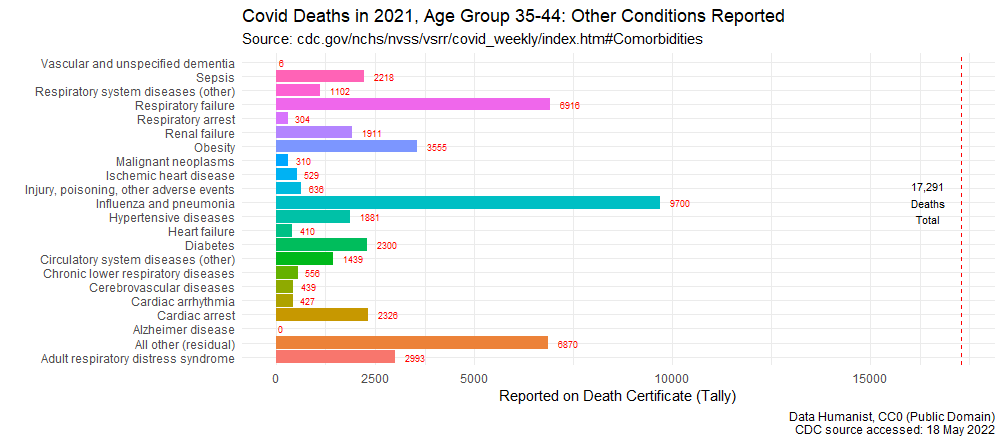 Covid Deaths in 2021, Age Group 35-44: Other Conditions Reported
Source: cdc.gov/nchs/nvss/vsrr/covid_weekly/index.htm#Comorbidities
Vascular and unspecified dementia 6
Sepsis 2218
Respiratory system diseases (other) 1102
Respiratory failure 6916
Respiratory arrest 304
Renal failure 1911
Obesity 3555
Malignant neoplasms 310
Ischemic heart disease 529
Injury, poisoning, other adverse events 636
Influenza and pneumonia 9700
Hypertensive diseases 1881
Heart failure 410
Diabetes 2300
Circulatory system diseases (other) 1439
Chronic lower respiratory diseases 556
Cerebrovascular diseases 439
Cardiac arrhythmia 427
Cardiac arrest 2326
Alzheimer disease 0
All other (residual) 6870
Adult respiratory distress syndrome 2993
17,291
Deaths
Total
0 2500 5000 10000 15000
Reported on Death Certificate (Tally)
Data Humanist, CC0 (Public Domain)
CDC source accessed: 18 May 2022